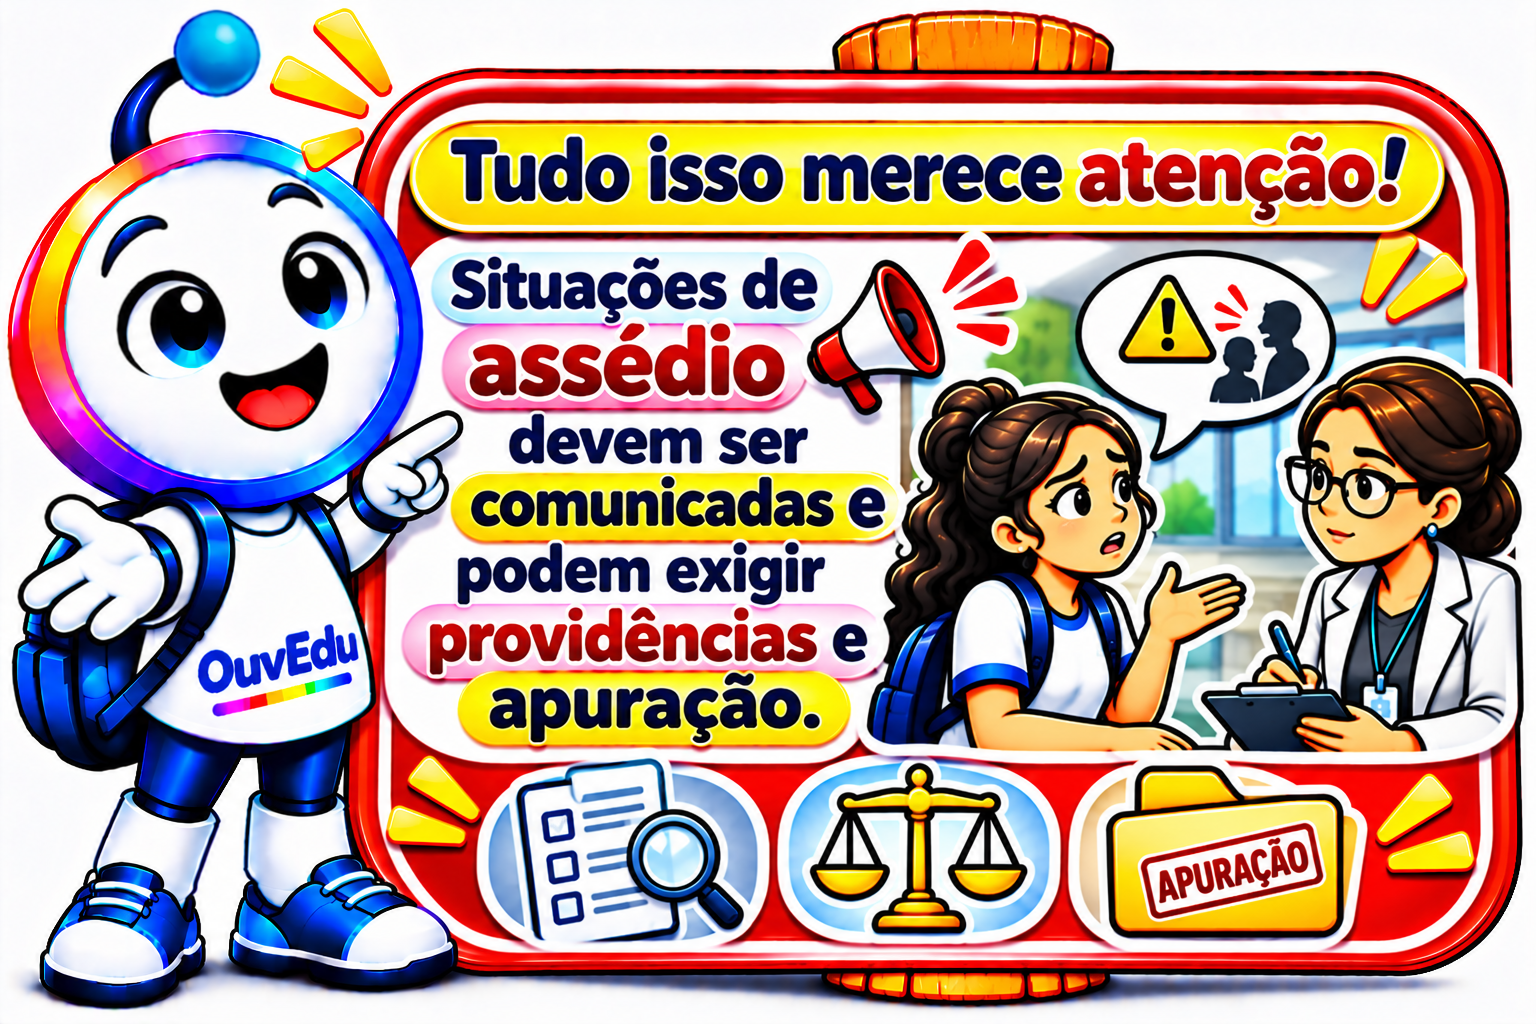 Tudo isso merece atenção!
Situações de
assédio
devem ser
comunicadas e
podem exigir
providências e
apuração.
OuvEdu
APURAÇÃO